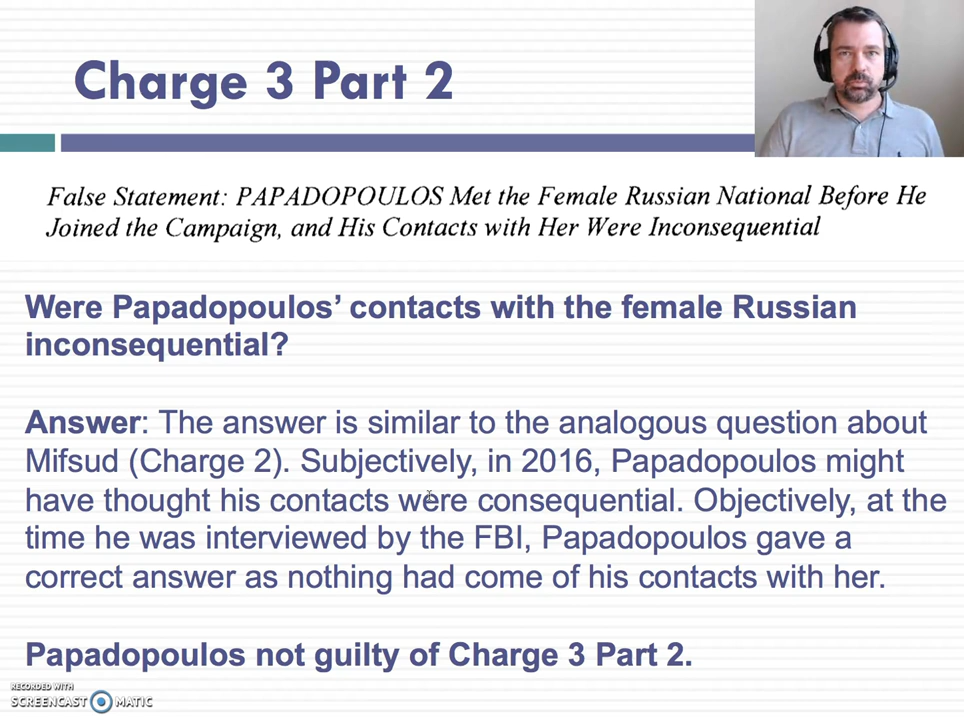 Charge 3 Part 2
False Statement: PAPADOPOULOS Met the Female Russian National Before He
Joined the Campaign, and His Contacts with Her Were Inconsequential
Were Papadopoulos’ contacts with the female Russian
inconsequential?
Answer: The answer is similar to the analogous question about
Mifsud (Charge 2). Subjectively, in 2016, Papadopoulos might
have thought his contacts were consequential. Objectively, at the
time he was interviewed by the FBI, Papadopoulos gave a
correct answer as nothing had come of his contacts with her.
Papadopoulos not guilty of Charge 3 Part 2.
RECORDED WITH
SCREENCAST MATIC